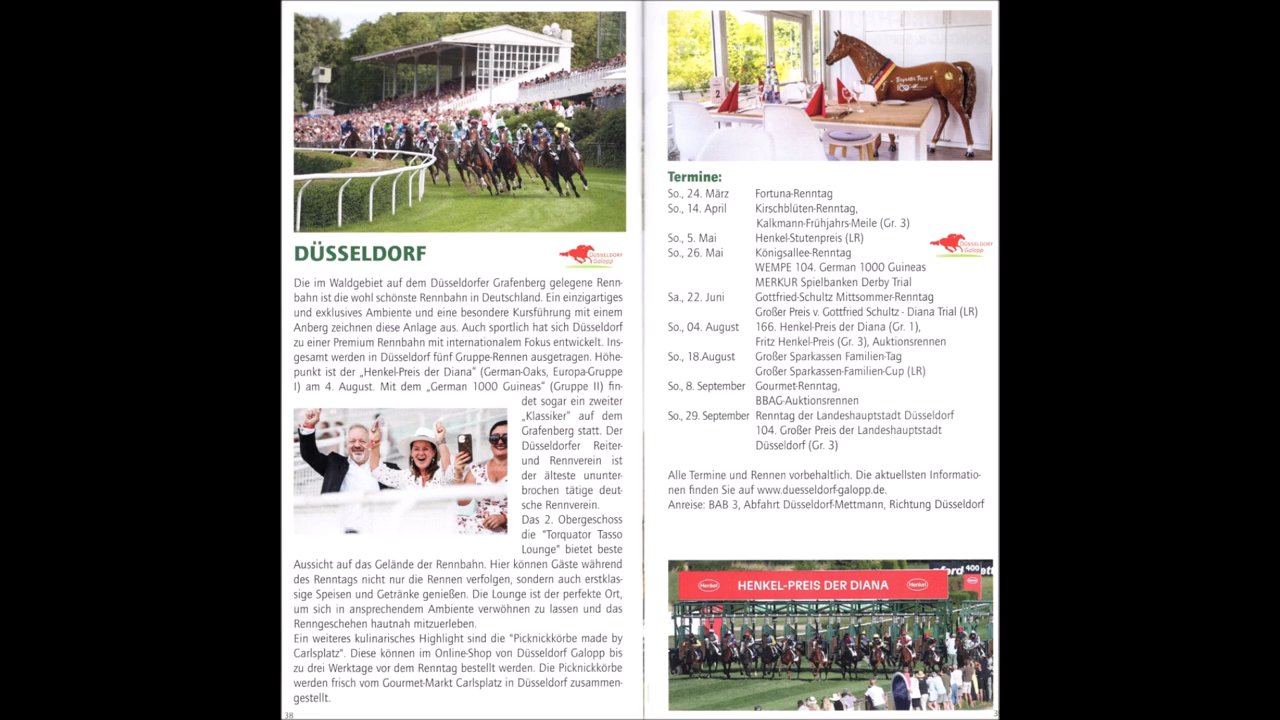 DÜSSELDORF
DÜSSELDORF
Galopp
Die im Waldgebiet auf dem Düsseldorfer Grafenberg gelegene Renn-
bahn ist die wohl schönste Rennbahn in Deutschland. Ein einzigartiges
und exklusives Ambiente und eine besondere Kursführung mit einem
Anberg zeichnen diese Anlage aus. Auch sportlich hat sich Düsseldorf
zu einer Premium Rennbahn mit internationalem Fokus entwickelt. Ins-
gesamt werden in Düsseldorf fünf Gruppe-Rennen ausgetragen. Höhe-
punkt ist der „Henkel-Preis der Diana“ (German-Oaks, Europa-Gruppe
I) am 4. August. Mit dem „German 1000 Guineas“ (Gruppe II) fin-
det sogar ein zweiter
„Klassiker“ auf dem
Grafenberg statt. Der
Düsseldorfer Reiter-
und Rennverein ist
der älteste ununter-
brochen tätige deut-
sche Rennverein.
Das 2. Obergeschoss
die "Torquator Tasso
Lounge" bietet beste
Aussicht auf das Gelände der Rennbahn. Hier können Gäste während
des Renntags nicht nur die Rennen verfolgen, sondern auch erstklas-
sige Speisen und Getränke genießen. Die Lounge ist der perfekte Ort,
um sich in ansprechendem Ambiente verwöhnen zu lassen und das
Renngeschehen hautnah mitzuerleben.
Ein weiteres kulinarisches Highlight sind die "Picknickkörbe made by
Carlsplatz". Diese können im Online-Shop von Düsseldorf Galopp bis
zu drei Werktage vor dem Renntag bestellt werden. Die Picknickkörbe
werden frisch vom Gourmet-Markt Carlsplatz in Düsseldorf zusammen-
gestellt.
38
2
Termine:
So., 24. März Fortuna-Renntag
So., 14. April Kirschblüten-Renntag,
Kalkmann-Frühjahrs-Meile (Gr. 3)
So., 5. Mai Henkel-Stutenpreis (LR)
So., 26. Mai Königsallee-Renntag
WEMPE 104. German 1000 Guineas
MERKUR Spielbanken Derby Trial
Sa., 22. Juni Gottfried-Schultz Mittsommer-Renntag
Großer Preis v. Gottfried Schultz - Diana Trial (LR)
So., 04. August 166. Henkel-Preis der Diana (Gr. 1),
Fritz Henkel-Preis (Gr. 3), Auktionsrennen
So., 18.August Großer Sparkassen Familien-Tag
Großer Sparkassen-Familien-Cup (LR)
So., 8. September Gourmet-Renntag,
BBAG-Auktionsrennen
So., 29. September Renntag der Landeshauptstadt Düsseldorf
104. Großer Preis der Landeshauptstadt
Düsseldorf (Gr. 3)
DÜSSELDORF
Galopp
Alle Termine und Rennen vorbehaltlich. Die aktuellsten Informatio-
nen finden Sie auf www.duesseldorf-galopp.de.
Anreise: BAB 3, Abfahrt Düsseldorf-Mettmann, Richtung Düsseldorf
400
Henkel HENKEL-PREIS DER DIANA Henkel